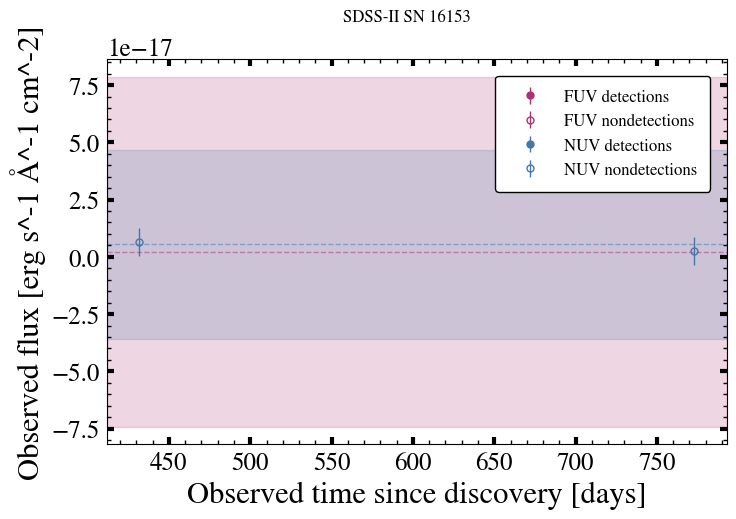 SDSS-II SN 16153
1e−17
7.5
5.0
2.5
0.0
−2.5
−5.0
−7.5
Observed flux [erg s^-1 Å^-1 cm^-2]
FUV detections
FUV nondetections
NUV detections
NUV nondetections
450 500 550 600 650 700 750
Observed time since discovery [days]